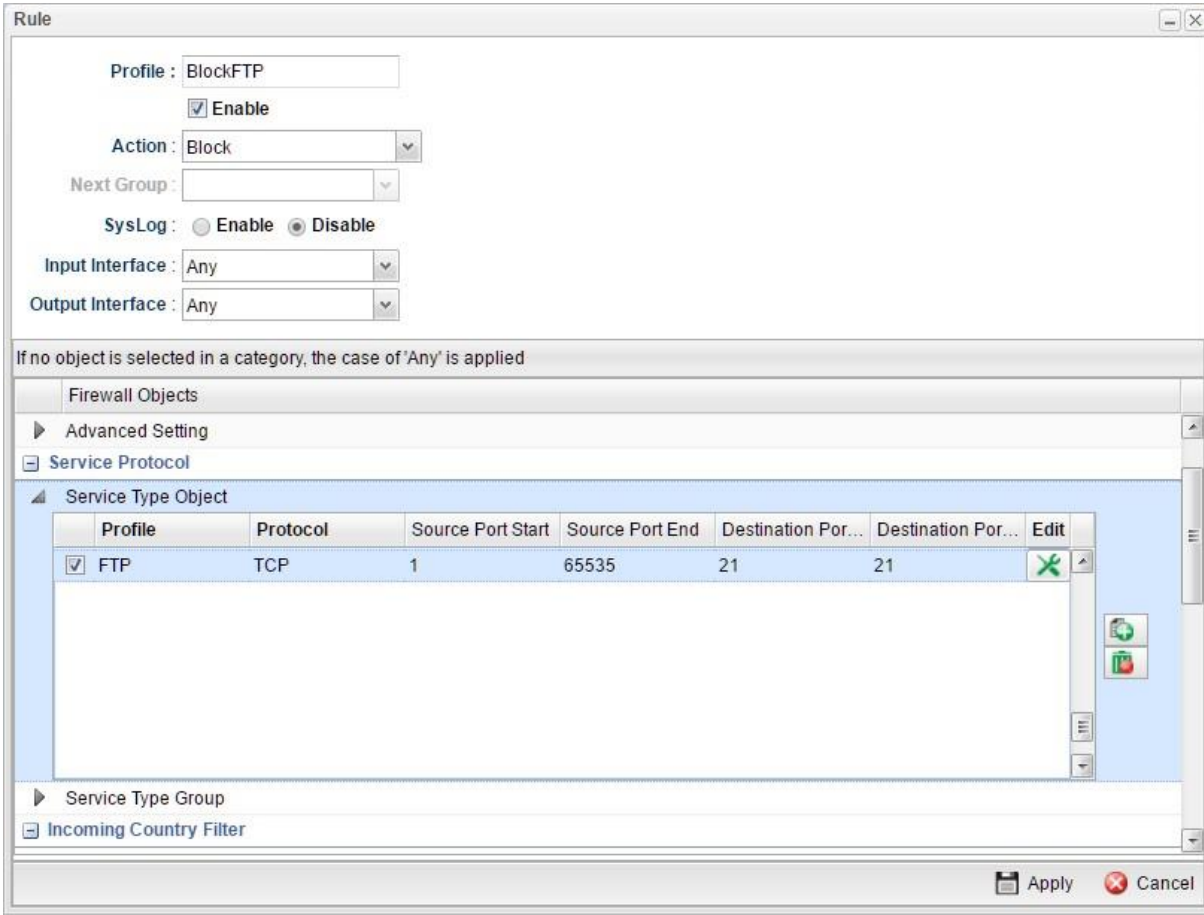 Rule
Profile : BlockFTP
Enable
Action : Block
Next Group :
SysLog : Enable Disable
Input Interface : Any
Output Interface : Any
If no object is selected in a category, the case of 'Any' is applied
Firewall Objects
Advanced Setting
Service Protocol
Service Type Object
Profile Protocol Source Port Start Source Port End Destination Por... Destination Por... Edit
FTP TCP 1 65535 21 21
Service Type Group
Incoming Country Filter
Apply Cancel